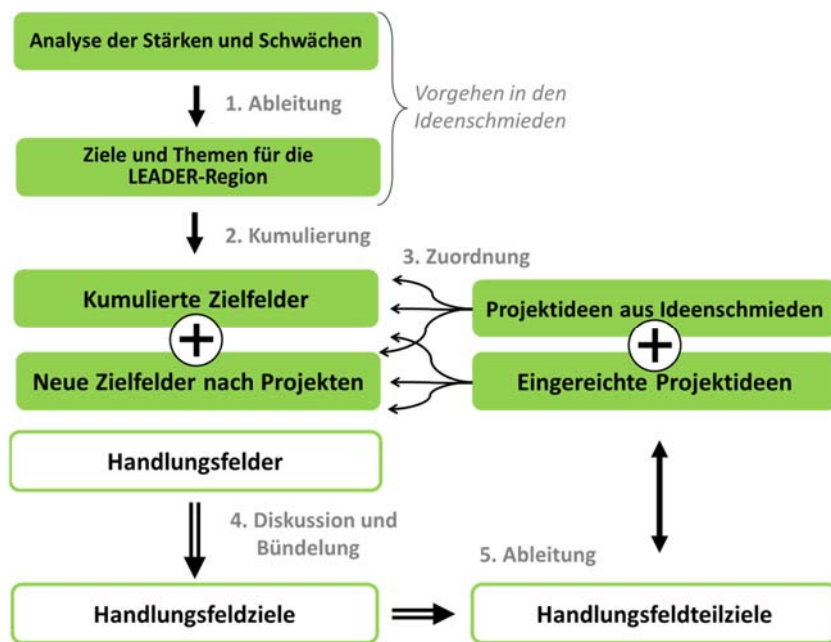 Analyse der Stärken und Schwächen
1. Ableitung
Vorgehen in den
Ideenschmieden
Ziele und Themen für die
LEADER-Region
2. Kumulierung
3. Zuordnung
Kumulierte Zielfelder
Projektideen aus Ideenschmieden
Neue Zielfelder nach Projekten
Eingereichte Projektideen
Handlungsfelder
4. Diskussion und
Bündelung
5. Ableitung
Handlungsfeldziele
Handlungsfeldteilziele